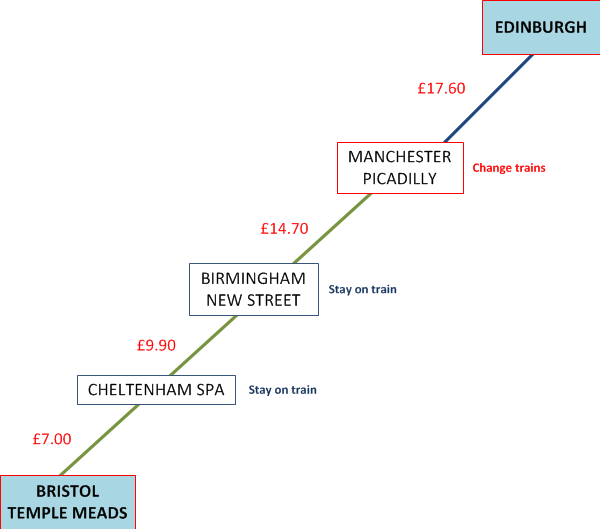 EDINBURGH
£17.60
MANCHESTER
PICADILLY
Change trains
£14.70
BIRMINGHAM
NEW STREET
Stay on train
£9.90
CHELTENHAM SPA
Stay on train
£7.00
BRISTOL
TEMPLE MEADS